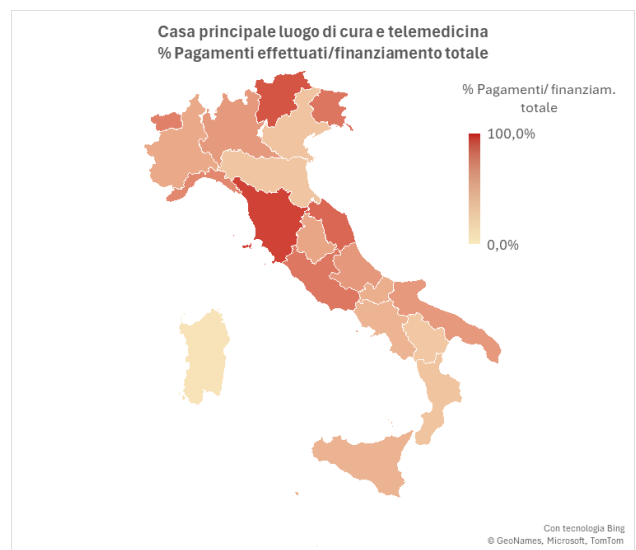 Casa principale luogo di cura e telemedicina
% Pagamenti effettuati/finanziamento totale
% Pagamenti/ finanziam.
totale
100,0%
0,0%
Con tecnologia Bing
© GeoNames, Microsoft, TomTom